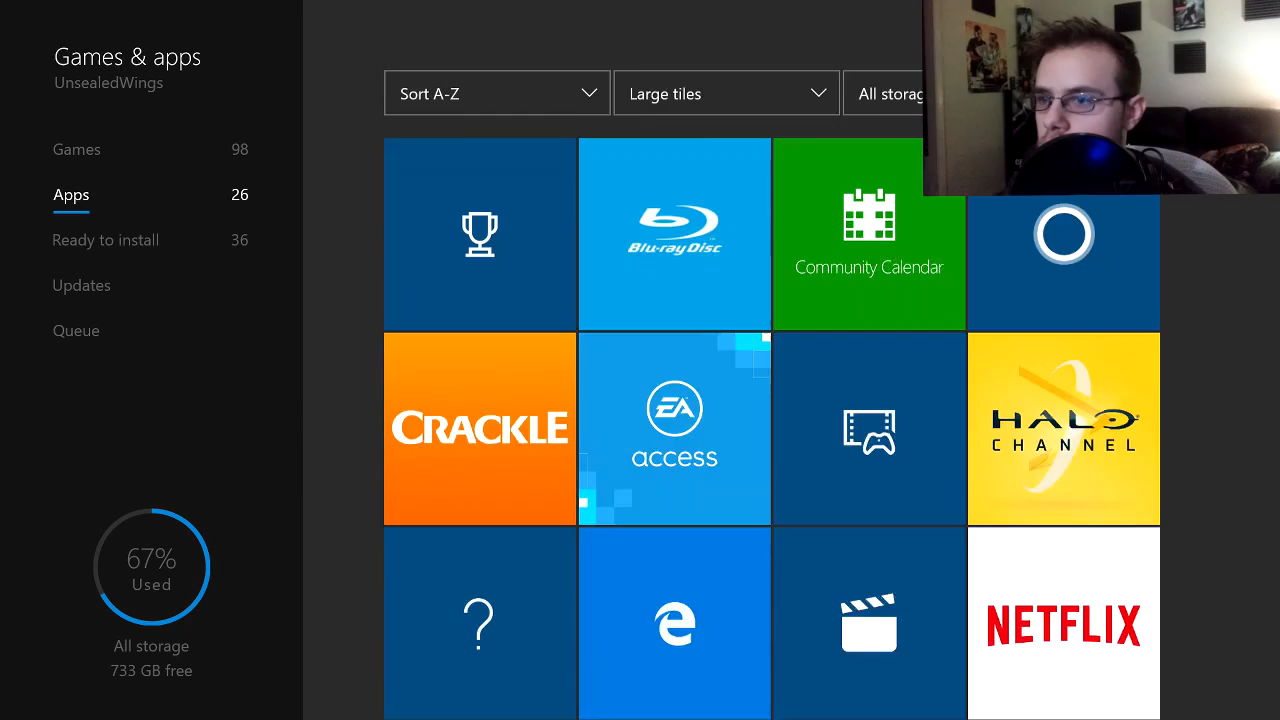 Games & apps
UnsealedWings
Games 98
Apps 26
Ready to install 36
Updates
Queue
67%
Used
All storage
733 GB free
Sort A-Z
Large tiles
All storag
Blu-ray Disc
Community Calendar
CRACKLE
EA
access
HALO
CHANNEL
?
e
NETFLIX